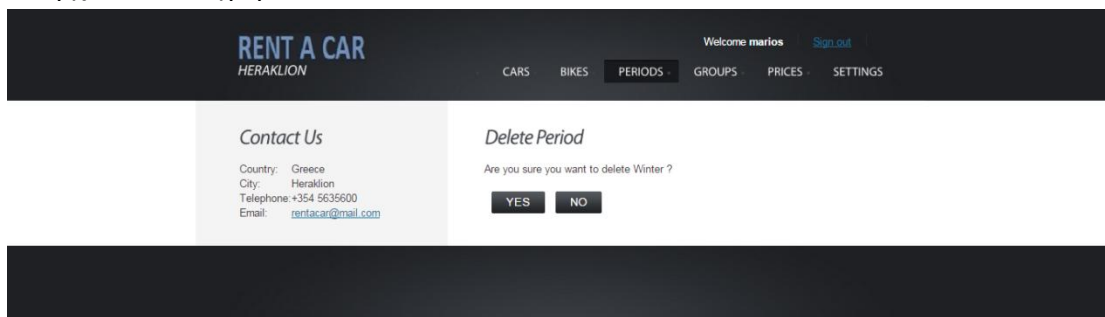 RENT A CAR
HERAKLION
Welcome marios Sign out
CARS BIKES PERIODS GROUPS PRICES SETTINGS
Contact Us
Country: Greece
City: Heraklion
Telephone:+354 5635600
Email: rentacar@mail.com
Delete Period
Are you sure you want to delete Winter ?
YES NO